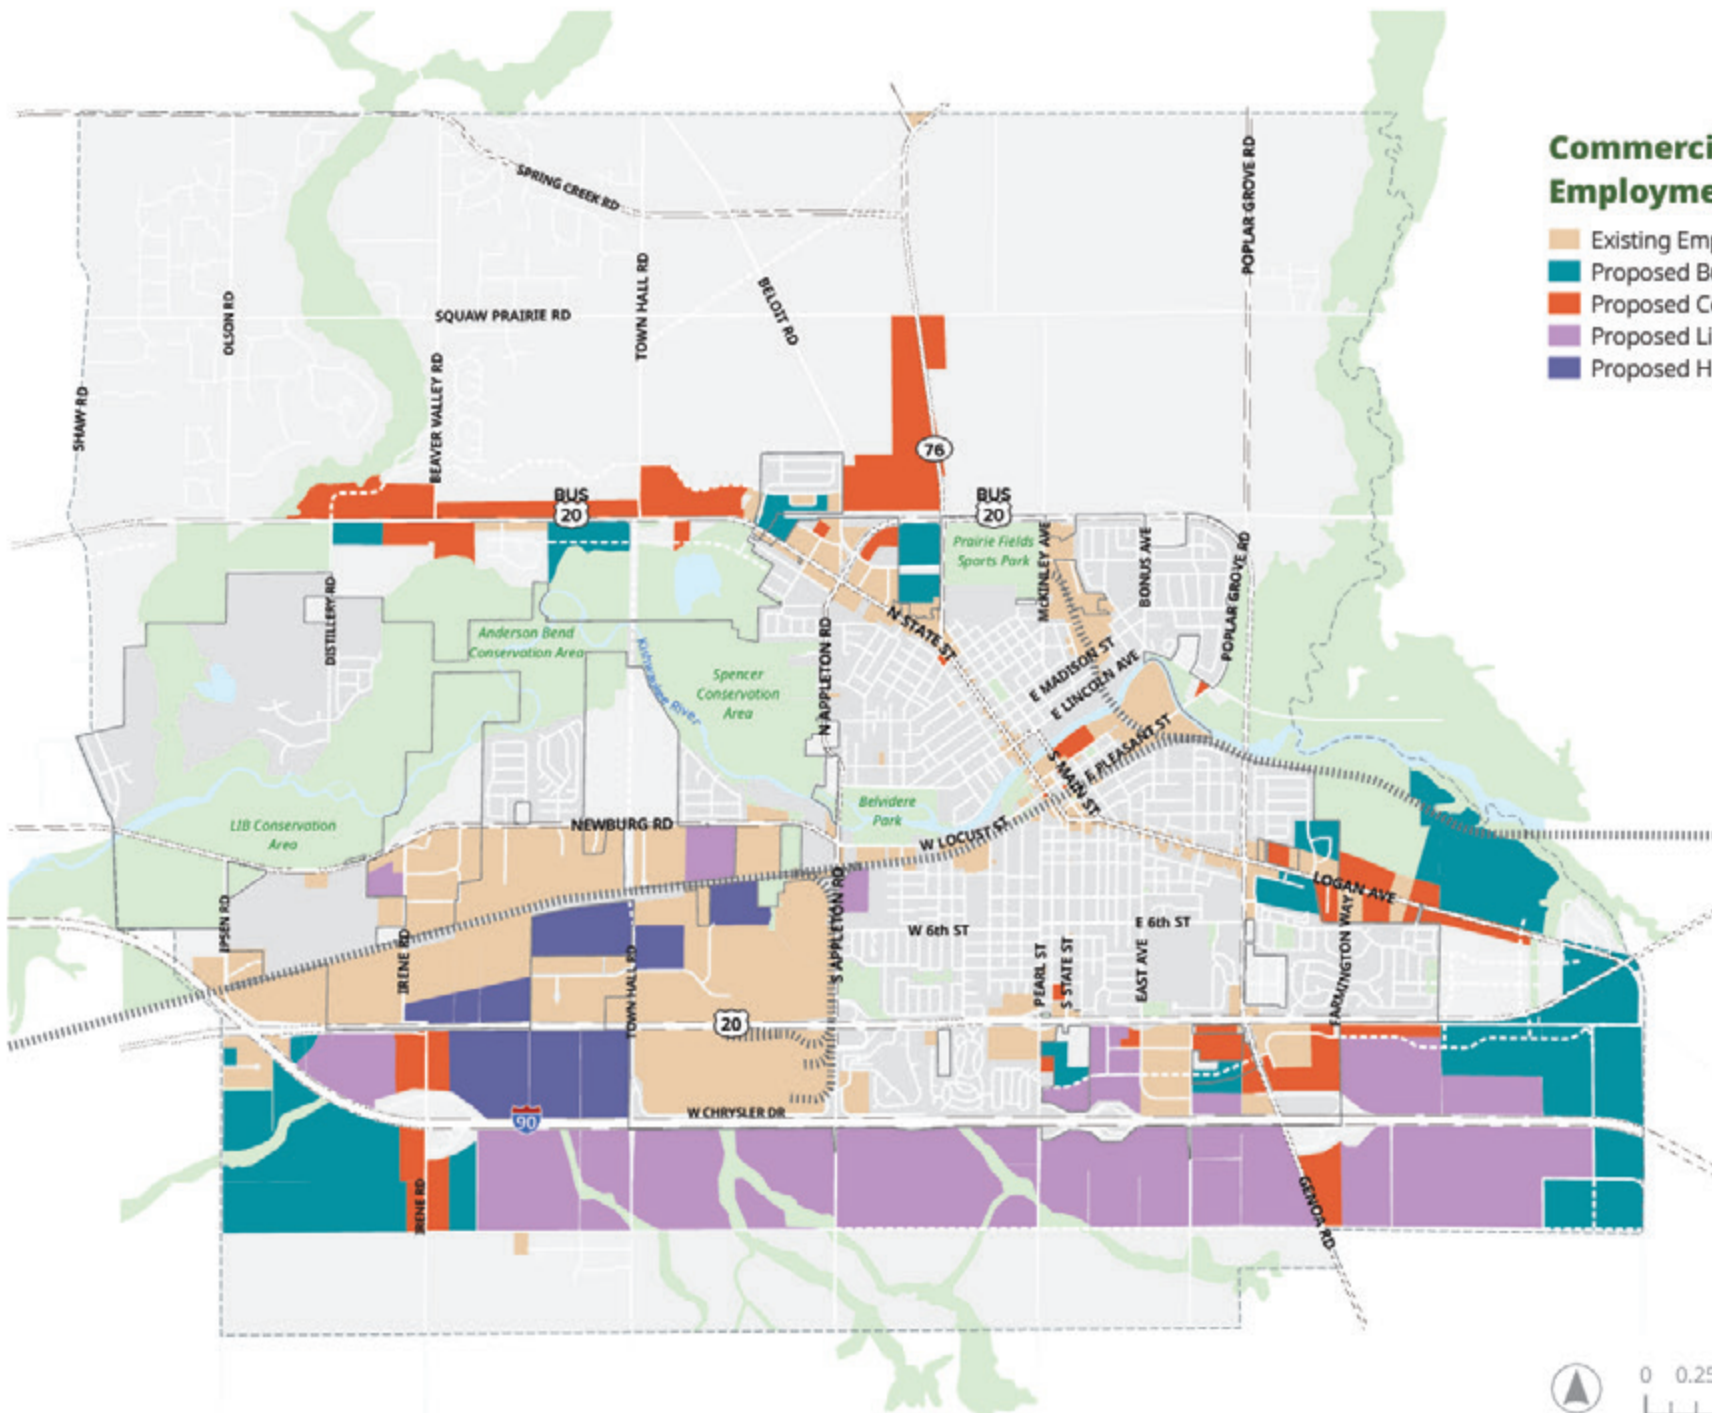 Commerci
Employme
Existing Emp
Proposed Bu
Proposed Co
Proposed Li
Proposed H
SPRING CREEK RD
POPLAR GROVE RD
OLSON RD
SQUAW PRAIRIE RD
TOWN HALL RD
BELOIT RD
SHAW RD
BEAVER VALLEY RD
76
BUS
20
BUS
20
Prairie Fields
Sports Park
McKINLEY AVE
BONUS AVE
POPLAR GROVE RD
DISTILLERY RD
Anderson Bend
Conservation Area
Kishwaukee River
Spencer
Conservation
Area
N APPLETON RD
N STATE ST
E MADISON ST
E LINCOLN AVE
S MAIN ST
E PLEASANT ST
LIB Conservation
Area
NEWBURG RD
Belvidere
Park
W LOCUST ST
LOGAN AVE
IPSEN RD
IRENE RD
TOWN HALL RD
S APPLETON RD
W 6th ST
E 6th ST
PEARL ST
S STATE ST
EAST AVE
FARMINGTON WAY
20
90
W CHRYSLER DR
IRENE RD
GENOA RD
0 0.25